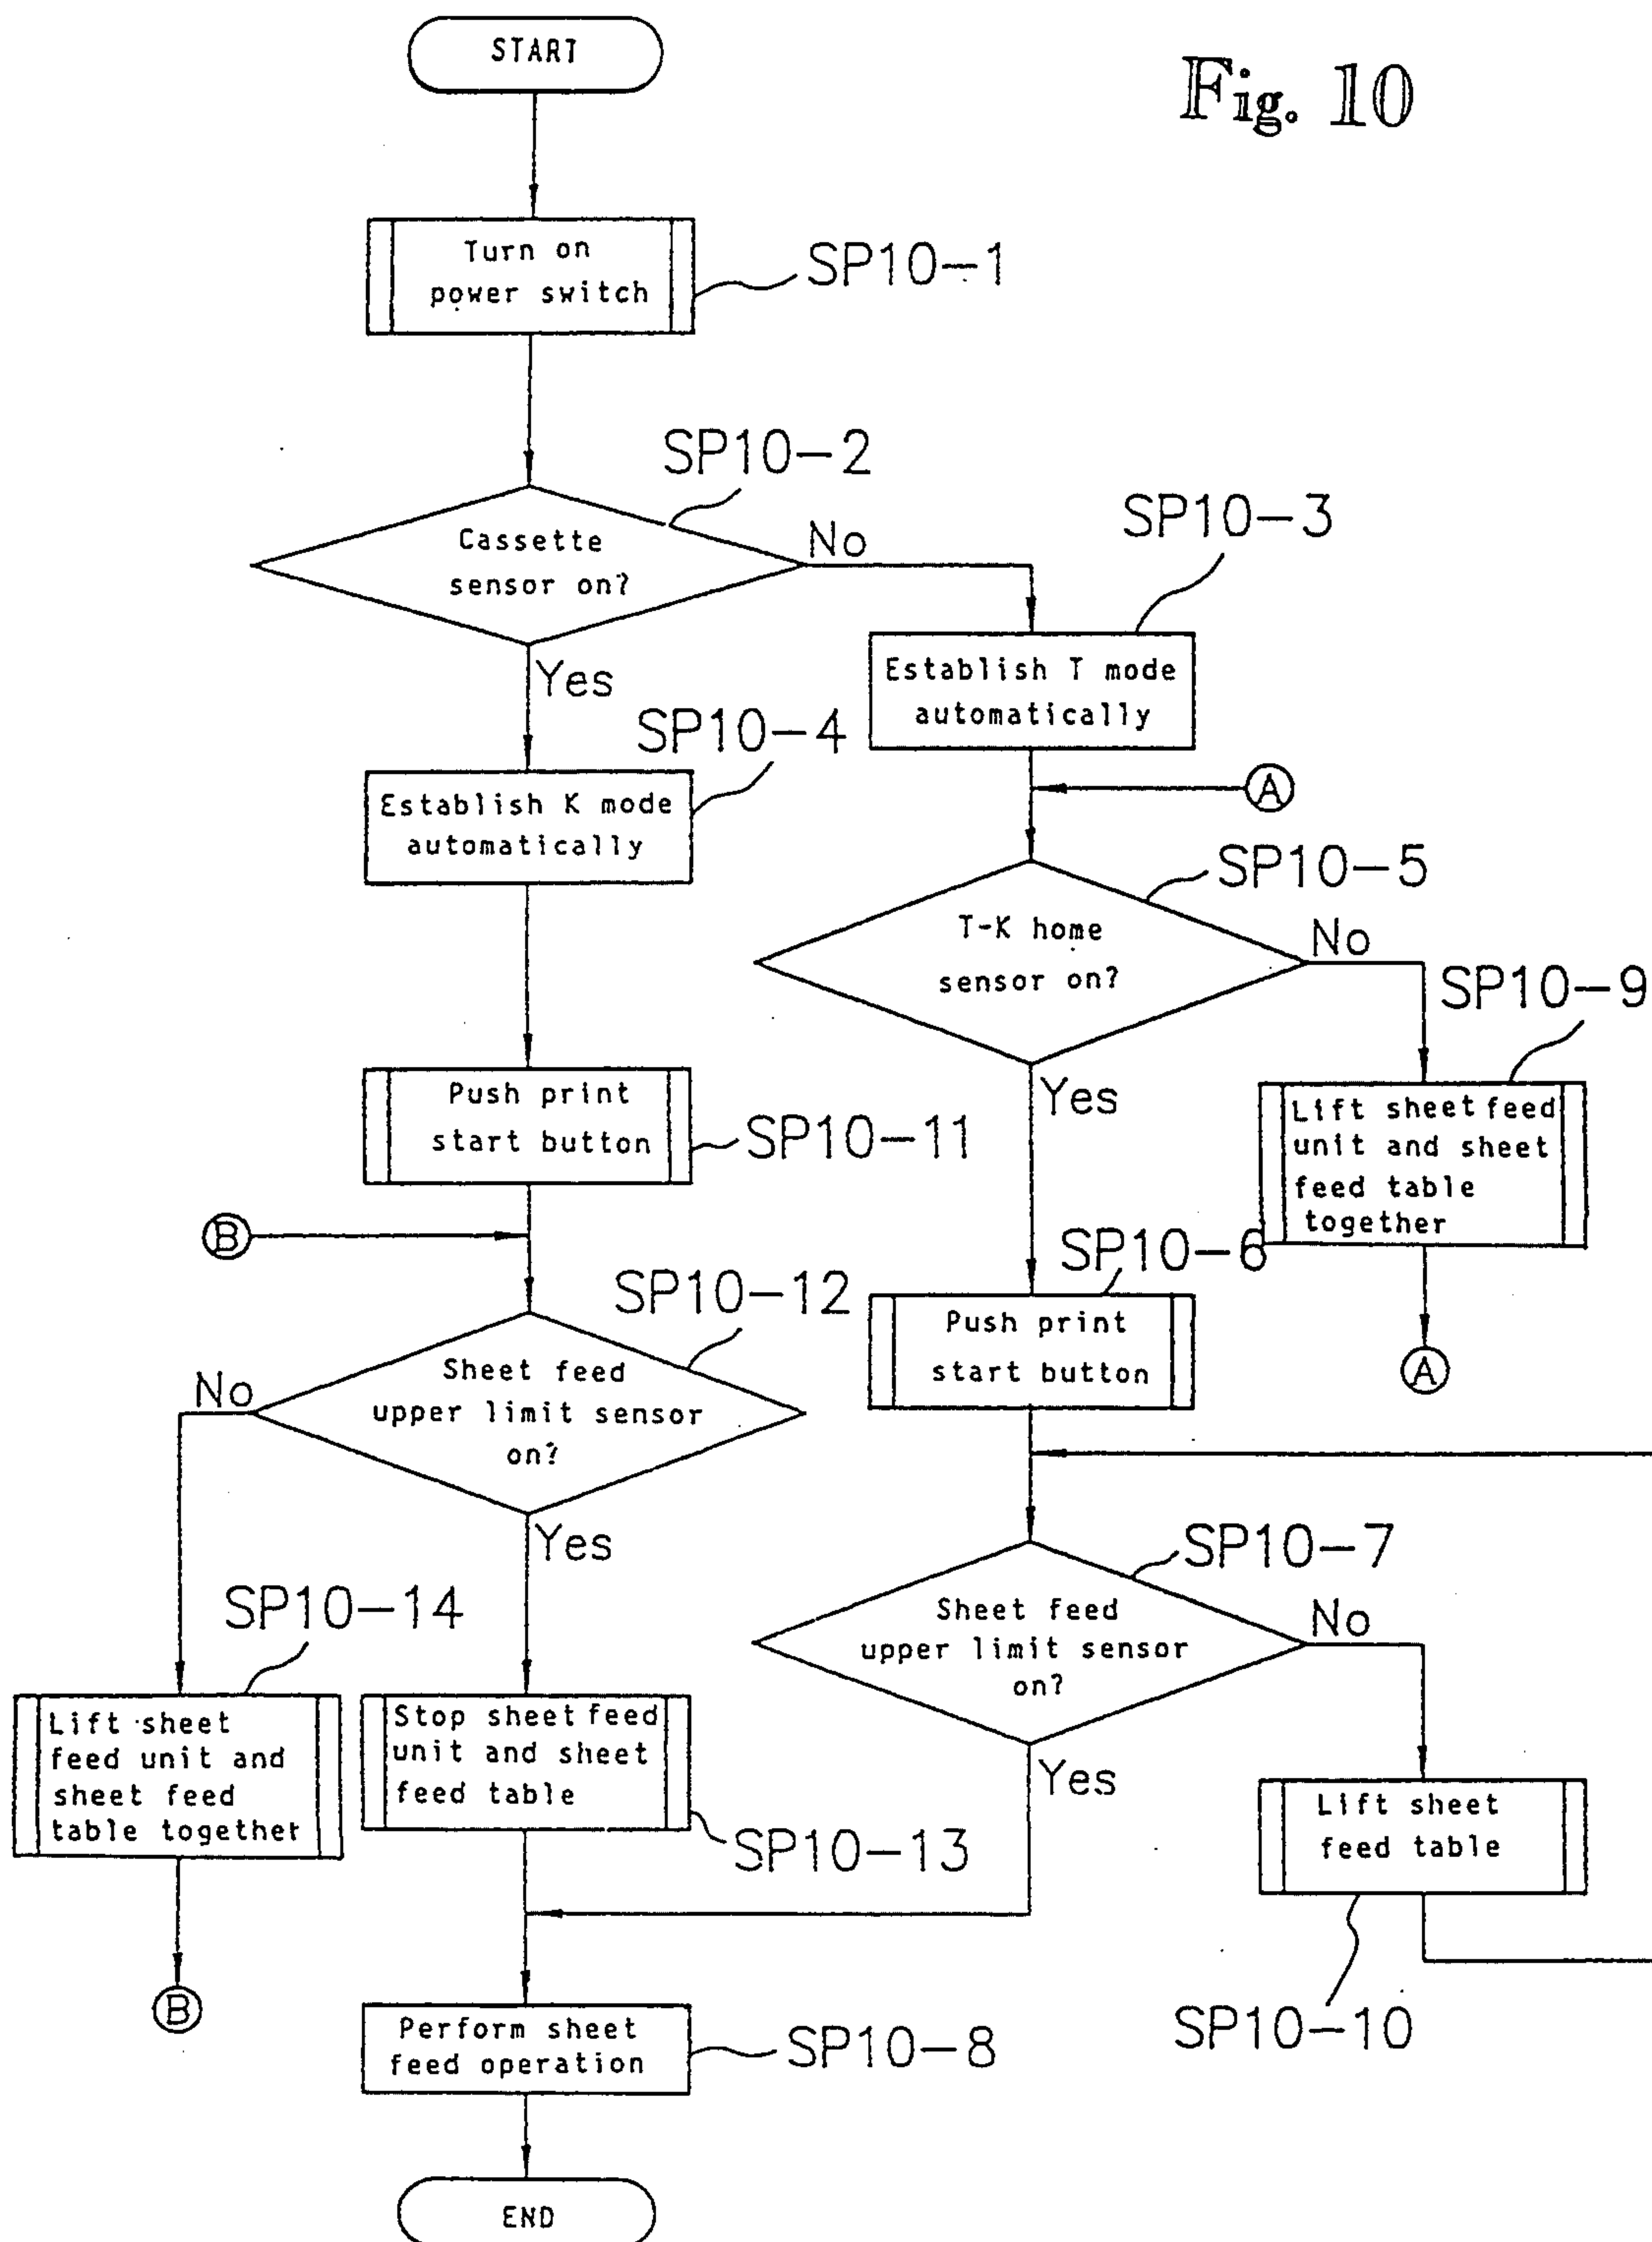 START
Fig. 10
Turn on
power switch
SP10-1
SP10-2
Cassette
sensor on?
No
Yes
SP10-3
Establish T mode
automatically
SP10-4
Establish K mode
automatically
A
SP10-5
T-K home
sensor on?
No
Yes
SP10-9
Lift sheet feed
unit and sheet
feed table
together
A
Push print
start button
SP10-11
B
SP10-6
Push print
start button
SP10-12
Sheet feed
upper limit sensor
on?
No
Yes
SP10-7
Sheet feed
upper limit sensor
on?
No
Yes
SP10-14
Lift sheet
feed unit and
sheet feed
table together
B
Stop sheet feed
unit and sheet
feed table
SP10-13
Lift sheet
feed table
SP10-10
Perform sheet
feed operation
SP10-8
END